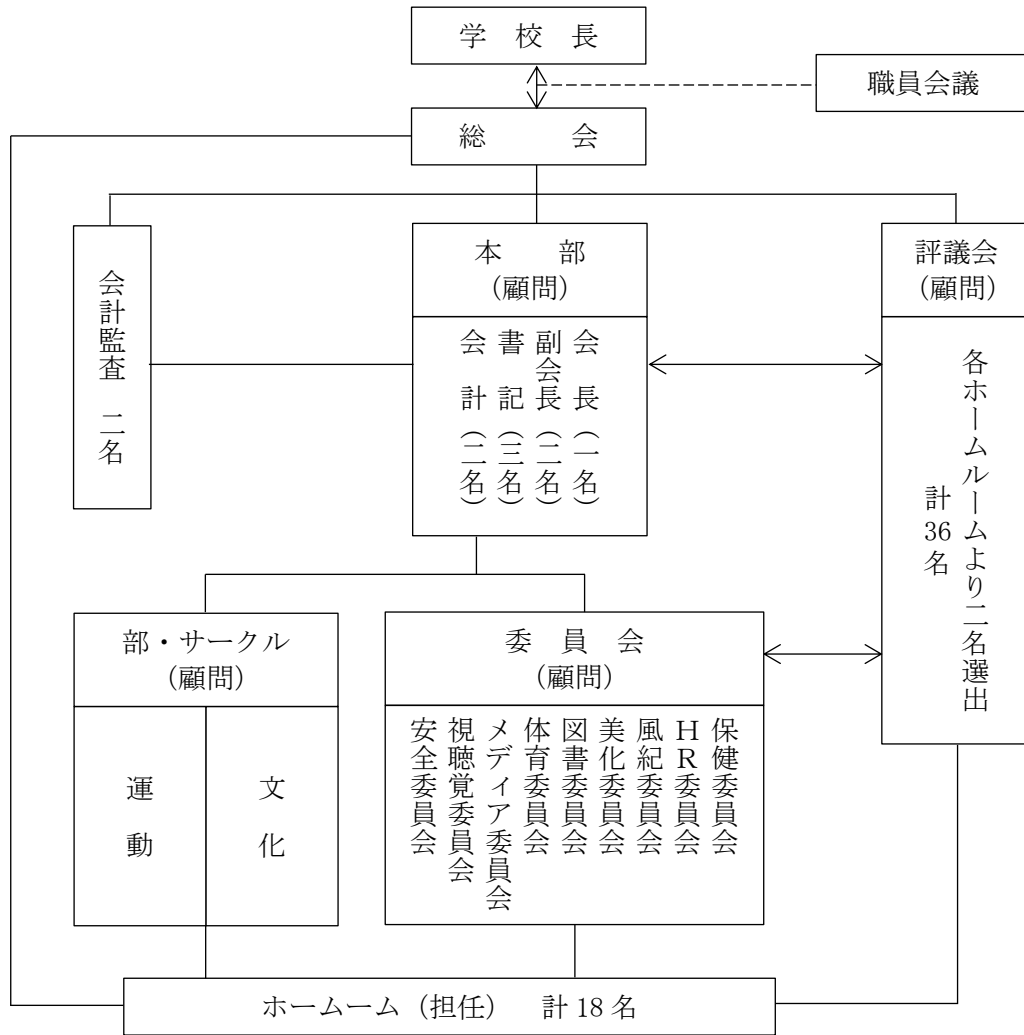 学　校　長
職員会議
総　　会
会計監査　二名
本　　部
（顧問）
会　長（一名）
副会長（二名）
書　記（三名）
会　計（二名）
評議会
（顧問）
各ホームルームより二名選出
計36名
部・サークル
（顧問）
運　動
文　化
委　員　会
（顧問）
保健委員会
ＨＲ委員会
風紀委員会
美化委員会
図書委員会
体育委員会
メディア委員会
視聴覚委員会
安全委員会
ホームーム（担任）　計 18 名